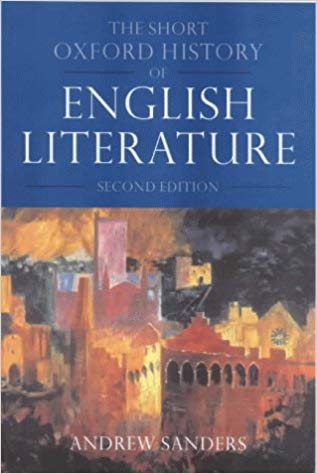 THE SHORT
OXFORD HISTORY
OF
ENGLISH
LITERATURE
SECOND EDITION
ANDREW SANDERS